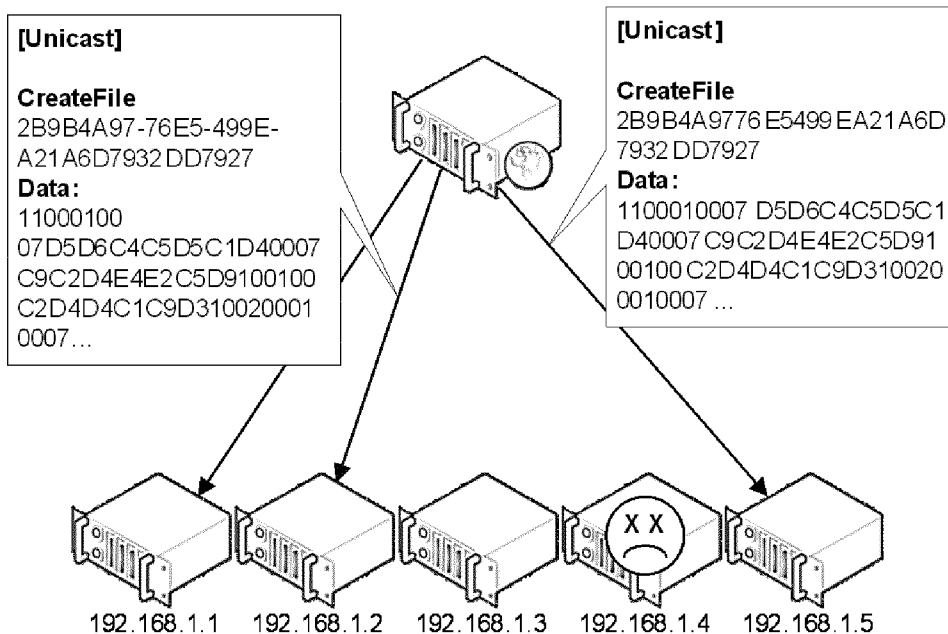 [Unicast]
CreateFile
2B9B4A97-76E5-499E-
A21A6D7932DD7927
Data:
11000100
07D5D6C4C5D5C1D40007
C9C2D4E4E2C5D9100100
C2D4D4C1C9D310020001
0007...
[Unicast]
CreateFile
2B9B4A9776E5499EA21A6D
7932DD7927
Data:
1100010007 D5D6C4C5D5C1
D40007C9C2D4E4E2C5D91
00100C2D4D4C1C9D310020
0010007 ...
X X
192.168.1.1 192.168.1.2 192.168.1.3 192.168.1.4 192.168.1.5